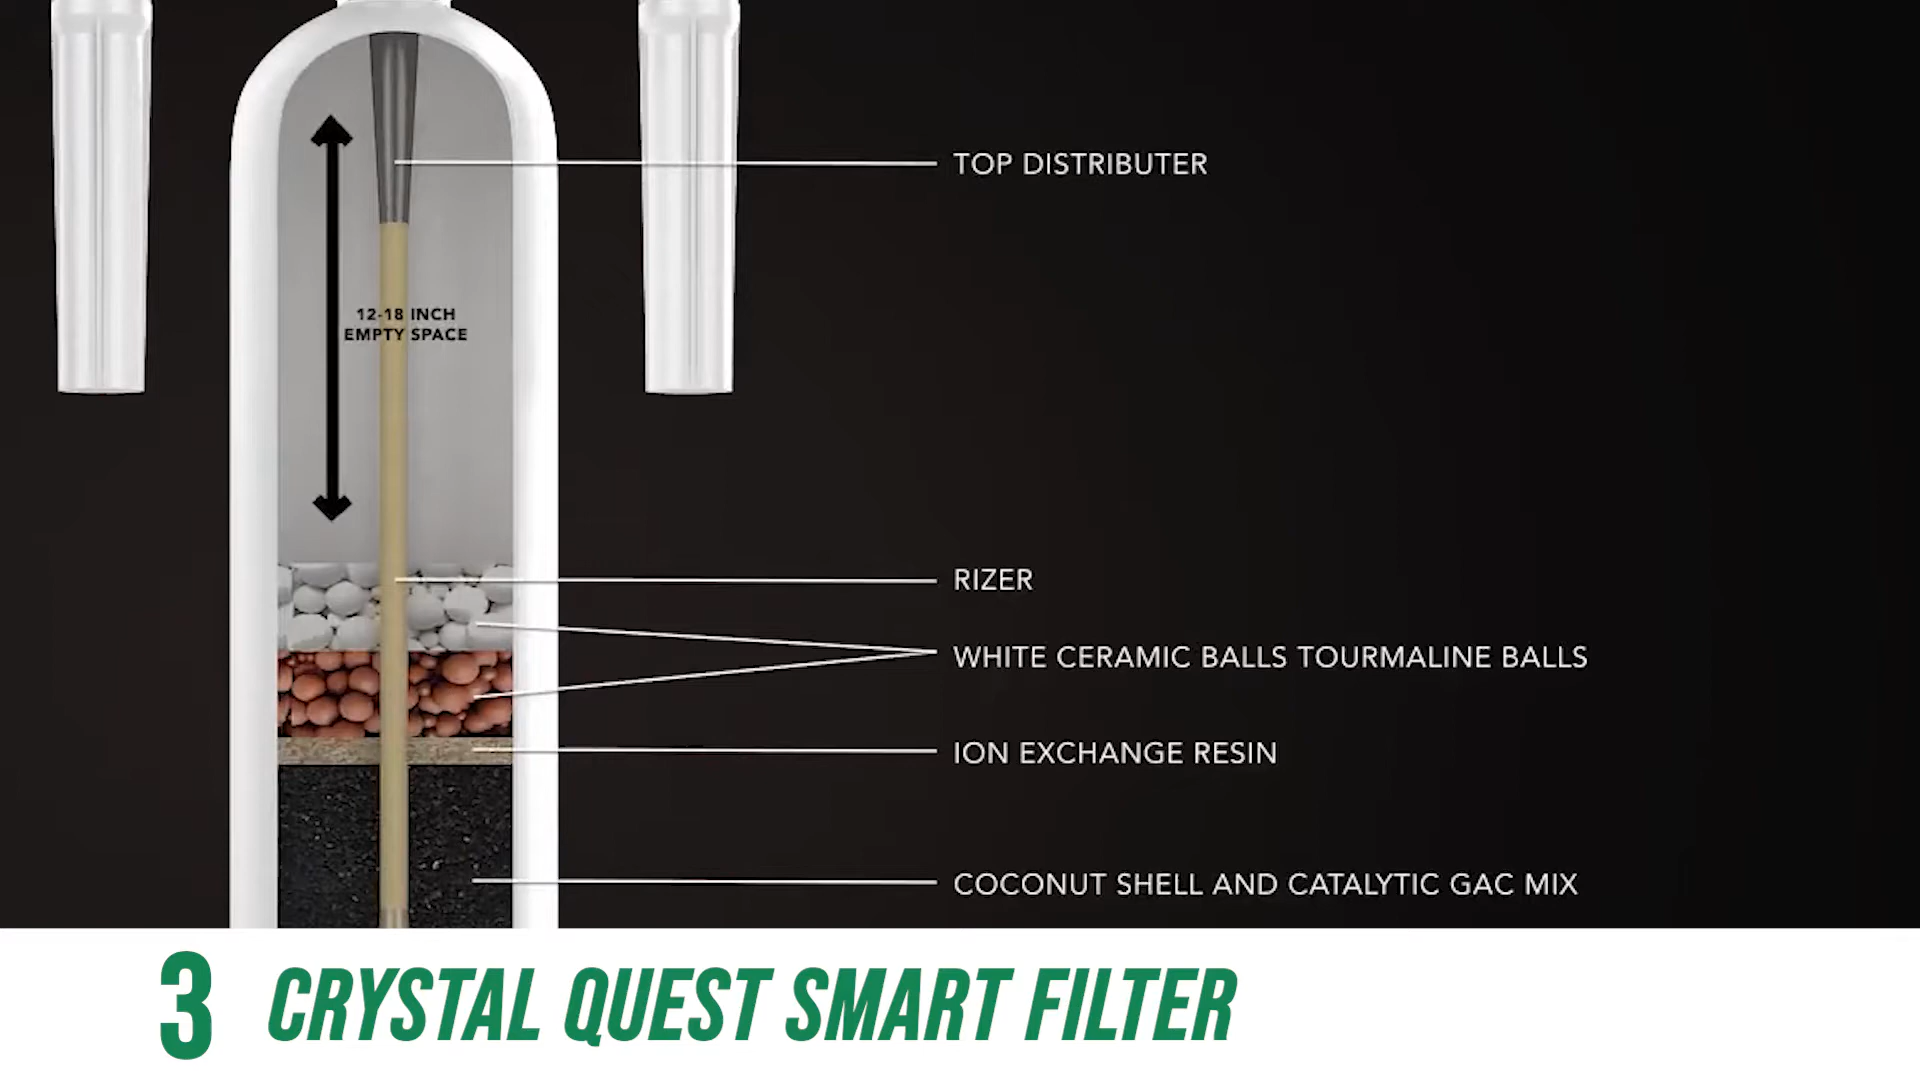 TOP DISTRIBUTER
12-18 INCH
EMPTY SPACE
RIZER
WHITE CERAMIC BALLS TOURMALINE BALLS
ION EXCHANGE RESIN
COCONUT SHELL AND CATALYTIC GAC MIX
3 CRYSTAL QUEST SMART FILTER